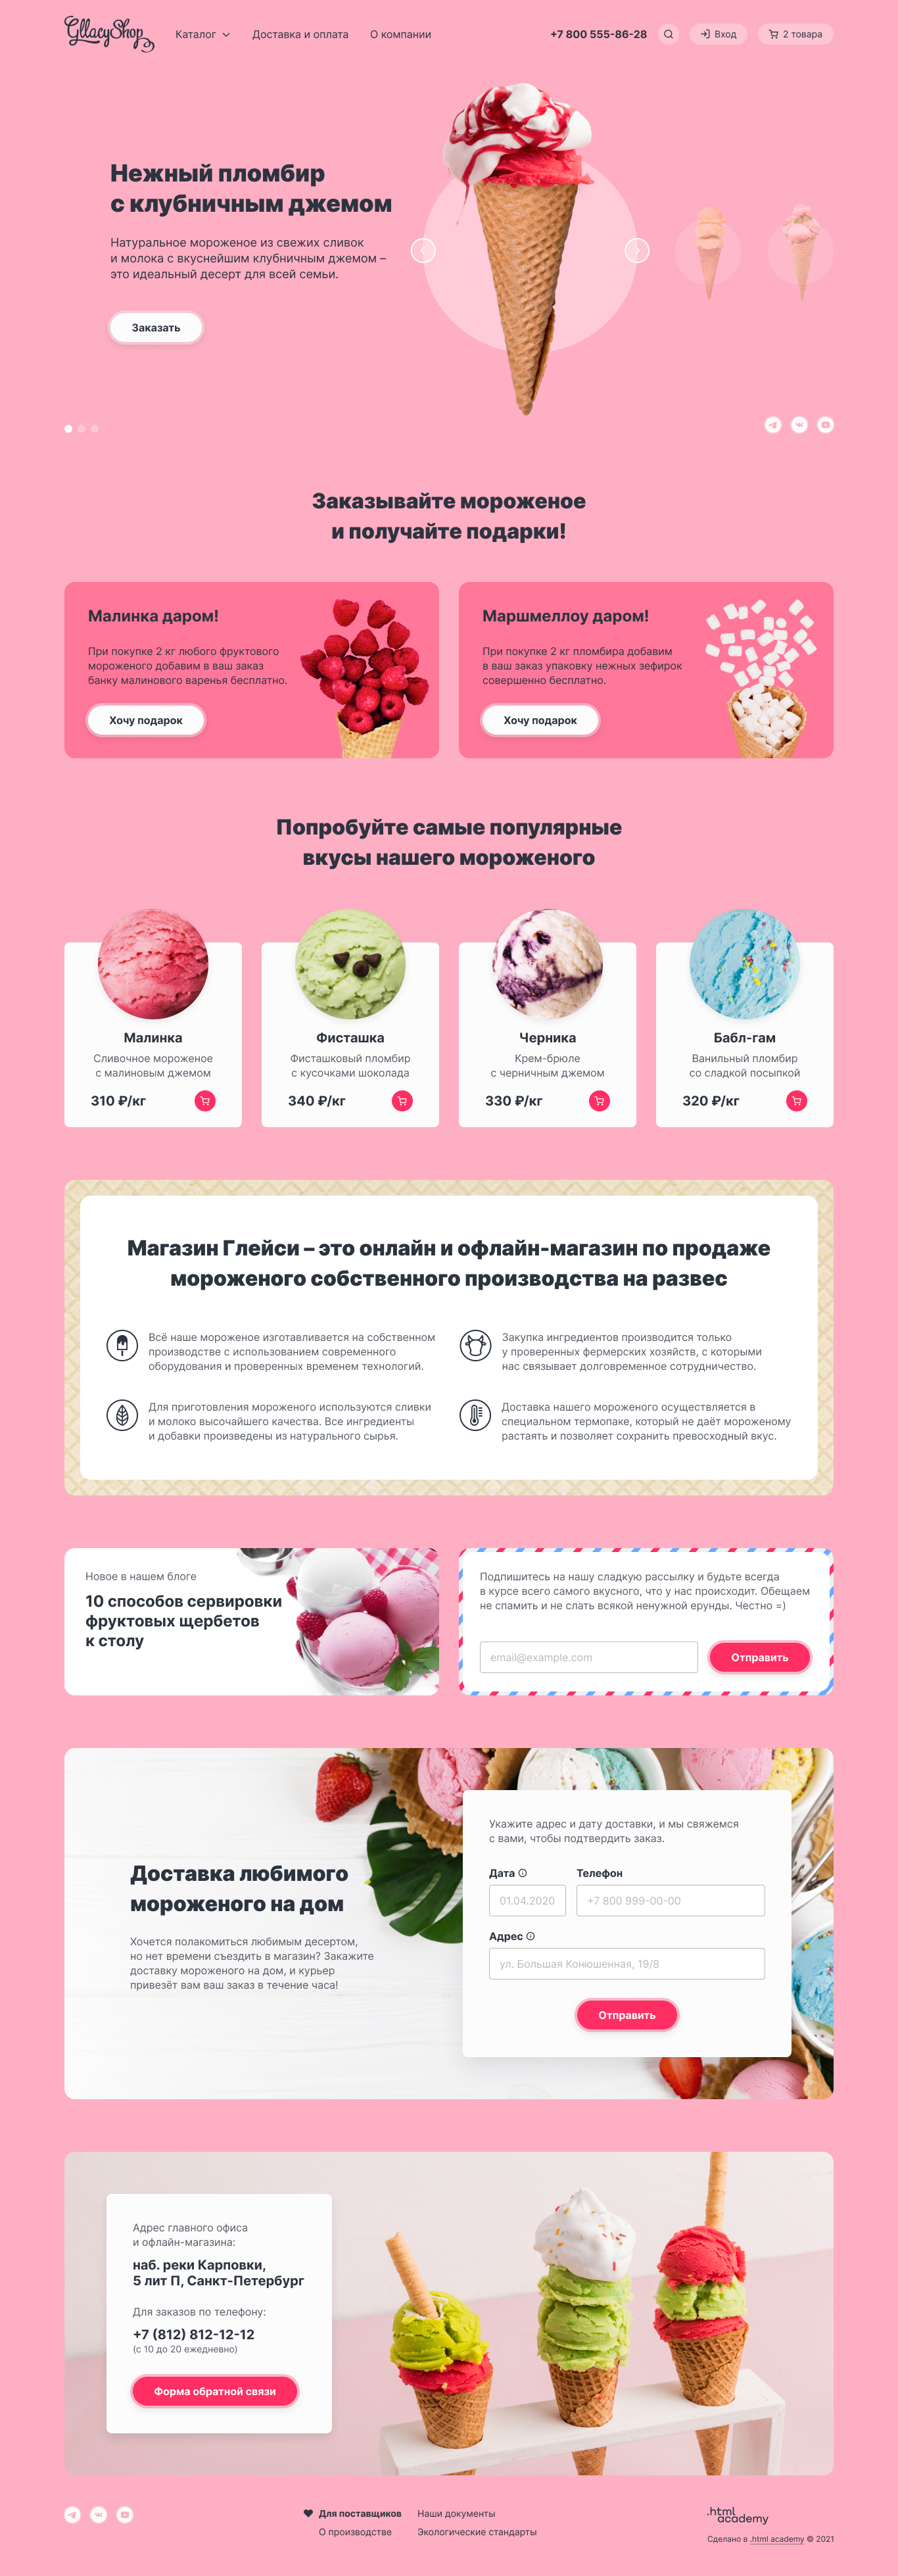 GllacyShop
Каталог
Доставка и оплата
О компании
+7 800 555-86-28
Вход
2 товара
Нежный пломбир
с клубничным джемом
Натуральное мороженое из свежих сливок
и молока с вкуснейшим клубничным джемом –
это идеальный десерт для всей семьи.
Заказать
Заказывайте мороженое
и получайте подарки!
Малинка даром!
При покупке 2 кг любого фруктового
мороженого добавим в ваш заказ
банку малинового варенья бесплатно.
Хочу подарок
Маршмеллоу даром!
При покупке 2 кг пломбира добавим
в ваш заказ упаковку нежных зефирок
совершенно бесплатно.
Хочу подарок
Попробуйте самые популярные
вкусы нашего мороженого
Малинка
Сливочное мороженое
с малиновым джемом
310 ₽/кг
Фисташка
Фисташковый пломбир
с кусочками шоколада
340 ₽/кг
Черника
Крем-брюле
с черничным джемом
330 ₽/кг
Бабл-гам
Ванильный пломбир
со сладкой посыпкой
320 ₽/кг
Магазин Глейси – это онлайн и офлайн-магазин по продаже
мороженого собственного производства на развес
Всё наше мороженое изготавливается на собственном
производстве с использованием современного
оборудования и проверенных временем технологий.
Закупка ингредиентов производится только
у проверенных фермерских хозяйств, с которыми
нас связывает долговременное сотрудничество.
Для приготовления мороженого используются сливки
и молоко высочайшего качества. Все ингредиенты
и добавки произведены из натурального сырья.
Доставка нашего мороженого осуществляется в
специальном термопаке, который не даёт мороженому
растаять и позволяет сохранить превосходный вкус.
Новое в нашем блоге
10 способов сервировки
фруктовых щербетов
к столу
Подпишитесь на нашу сладкую рассылку и будьте всегда
в курсе всего самого вкусного, что у нас происходит. Обещаем
не спамить и не слать всякой ненужной ерунды. Честно =)
email@example.com
Отправить
Доставка любимого
мороженого на дом
Хочется полакомиться любимым десертом,
но нет времени съездить в магазин? Закажите
доставку мороженого на дом, и курьер
привезёт вам ваш заказ в течение часа!
Укажите адрес и дату доставки, и мы свяжемся
с вами, чтобы подтвердить заказ.
Дата
Телефон
01.04.2020
+7 800 999-00-00
Адрес
ул. Большая Конюшенная, 19/8
Отправить
Адрес главного офиса
и офлайн-магазина:
наб. реки Карповки,
5 лит П, Санкт-Петербург
Для заказов по телефону:
+7 (812) 812-12-12
(с 10 до 20 ежедневно)
Форма обратной связи
Для поставщиков
Наши документы
О производстве
Экологические стандарты
.html
academy
Сделано в .html academy © 2021